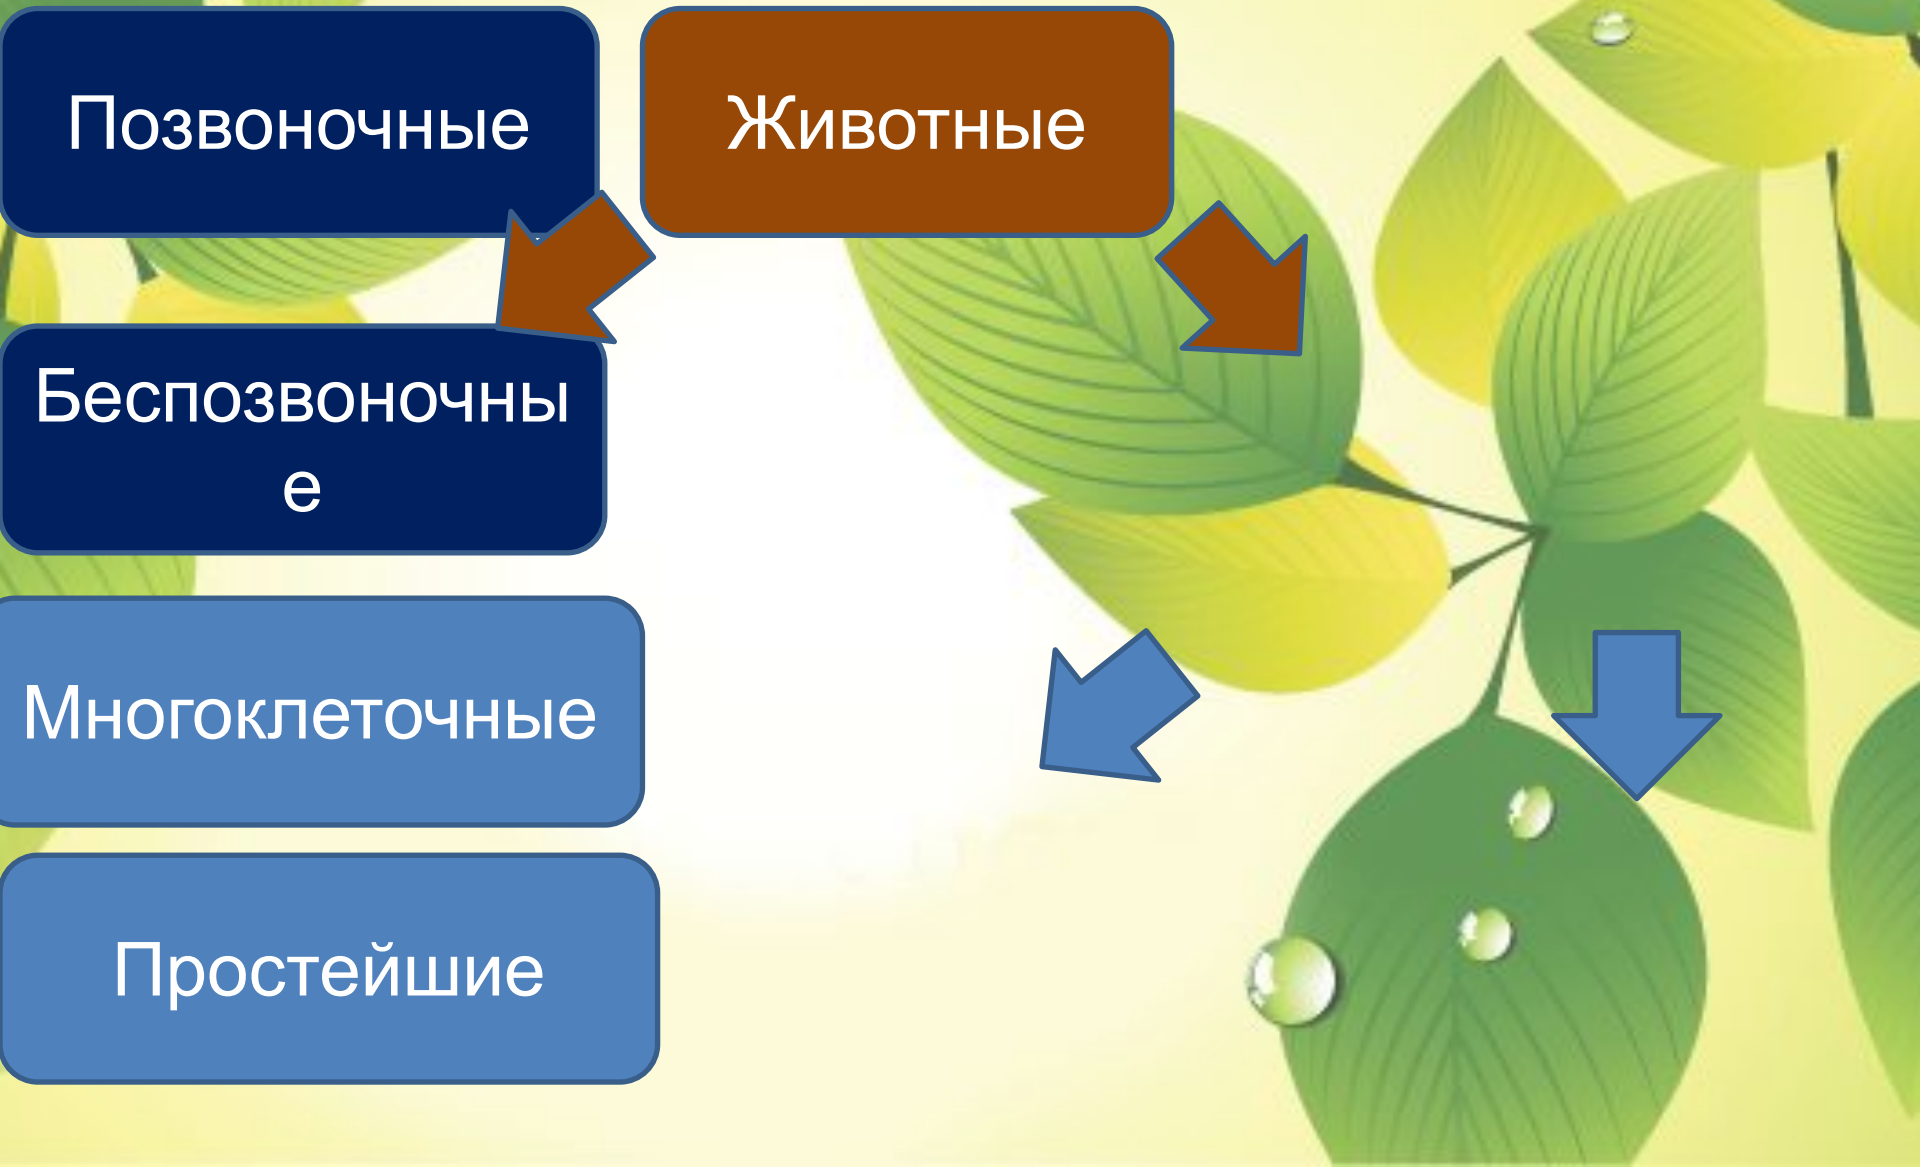 Позвоночные
Животные
Беспозвоночны
е
Многоклеточные
Простейшие